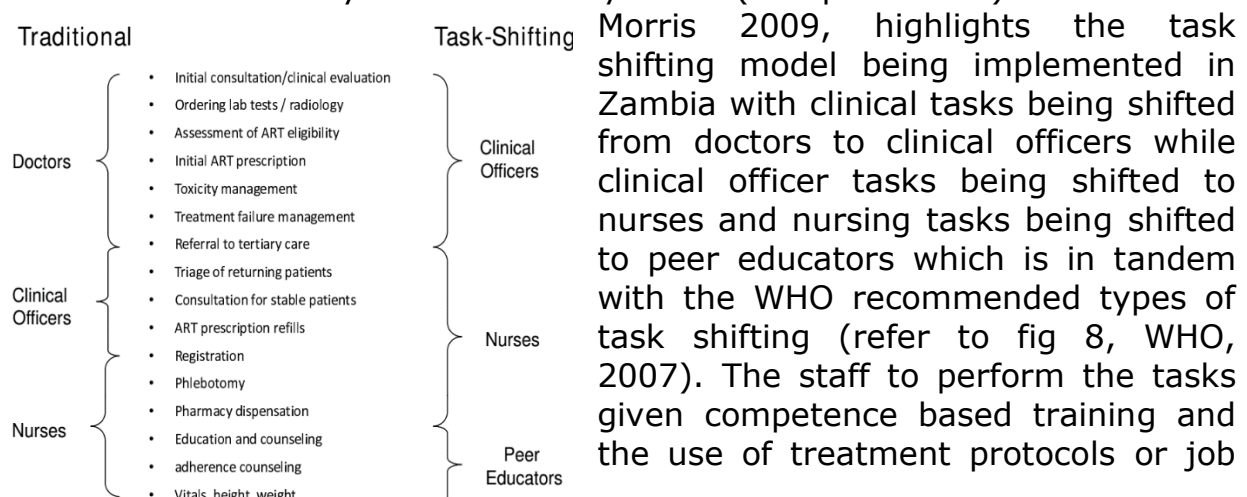 Traditional
Task-Shifting
Doctors
Clinical
Officers
Nurses
• Initial consultation/clinical evaluation
• Ordering lab tests / radiology
• Assessment of ART eligibility
• Initial ART prescription
• Toxicity management
• Treatment failure management
• Referral to tertiary care
• Triage of returning patients
• Consultation for stable patients
• ART prescription refills
• Registration
• Phlebotomy
• Pharmacy dispensation
• Education and counseling
• adherence counseling
• Vitals, height, weight
Clinical
Officers
Nurses
Peer
Educators
Morris 2009, highlights the task
shifting model being implemented in
Zambia with clinical tasks being shifted
from doctors to clinical officers while
clinical officer tasks being shifted to
nurses and nursing tasks being shifted
to peer educators which is in tandem
with the WHO recommended types of
task shifting (refer to fig 8, WHO,
2007). The staff to perform the tasks
given competence based training and
the use of treatment protocols or job